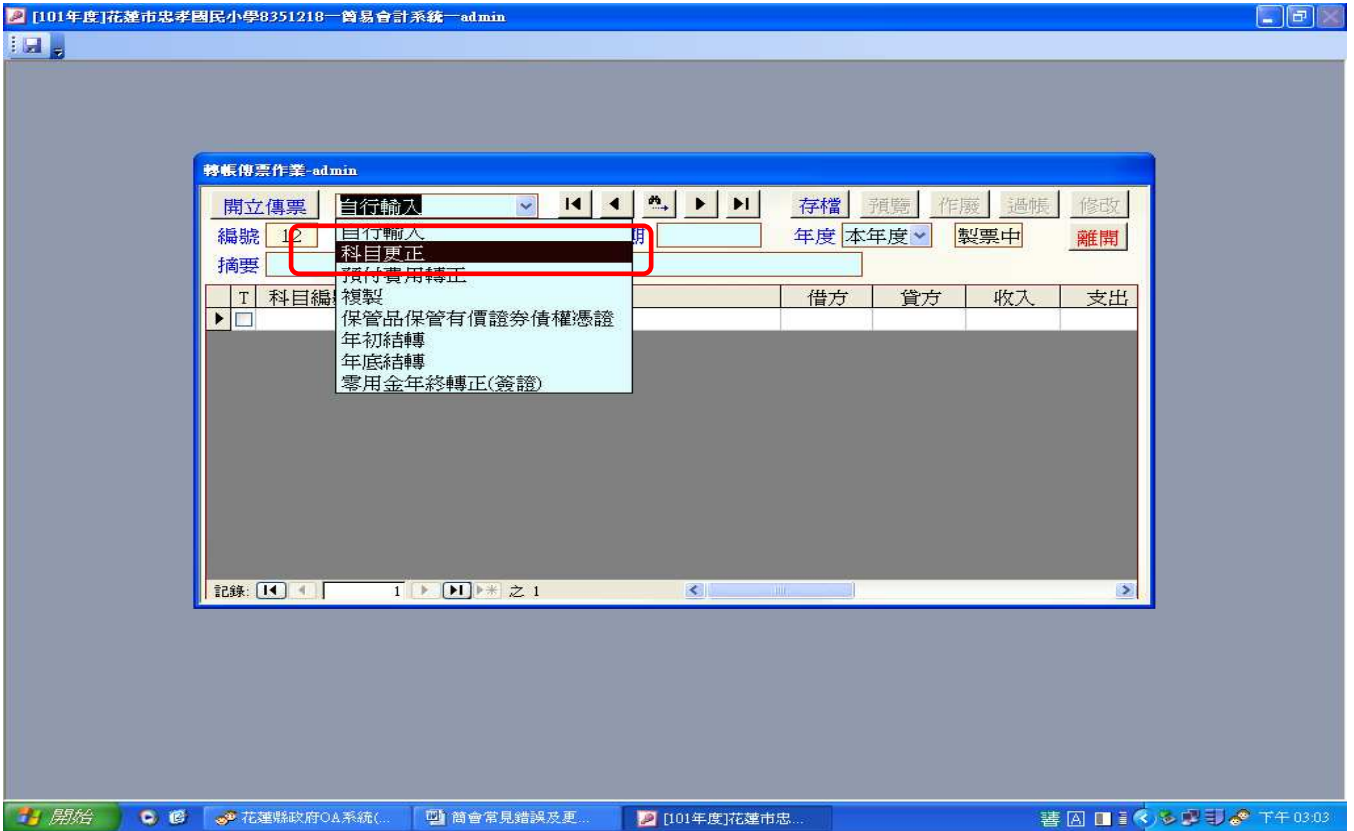 [101年度]花蓮市忠孝國民小學8351218—簡易會計系統—admin
轉帳傳票作業-admin
開立傳票 自行輸入 存檔 預覽 作廢 過帳 修改
編號 12 期 年度 本年度 製票中 離開
摘要
自行輸入
科目更正
預付費用轉正
複製
保管品保管有價證券債權憑證
年初結轉
年底結轉
零用金年終轉正(簽證)
T 科目編 借方 貸方 收入 支出
記錄: 1 之 1
開始 花蓮縣政府OA系統(... 簡會常見錯誤及更... [101年度]花蓮市忠... A 下午 03:03